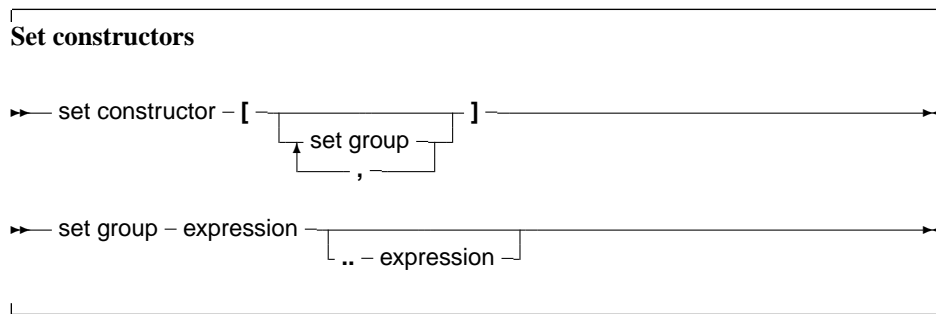 Set constructors
set constructor – [ ]
set group
,
set group – expression
.. – expression